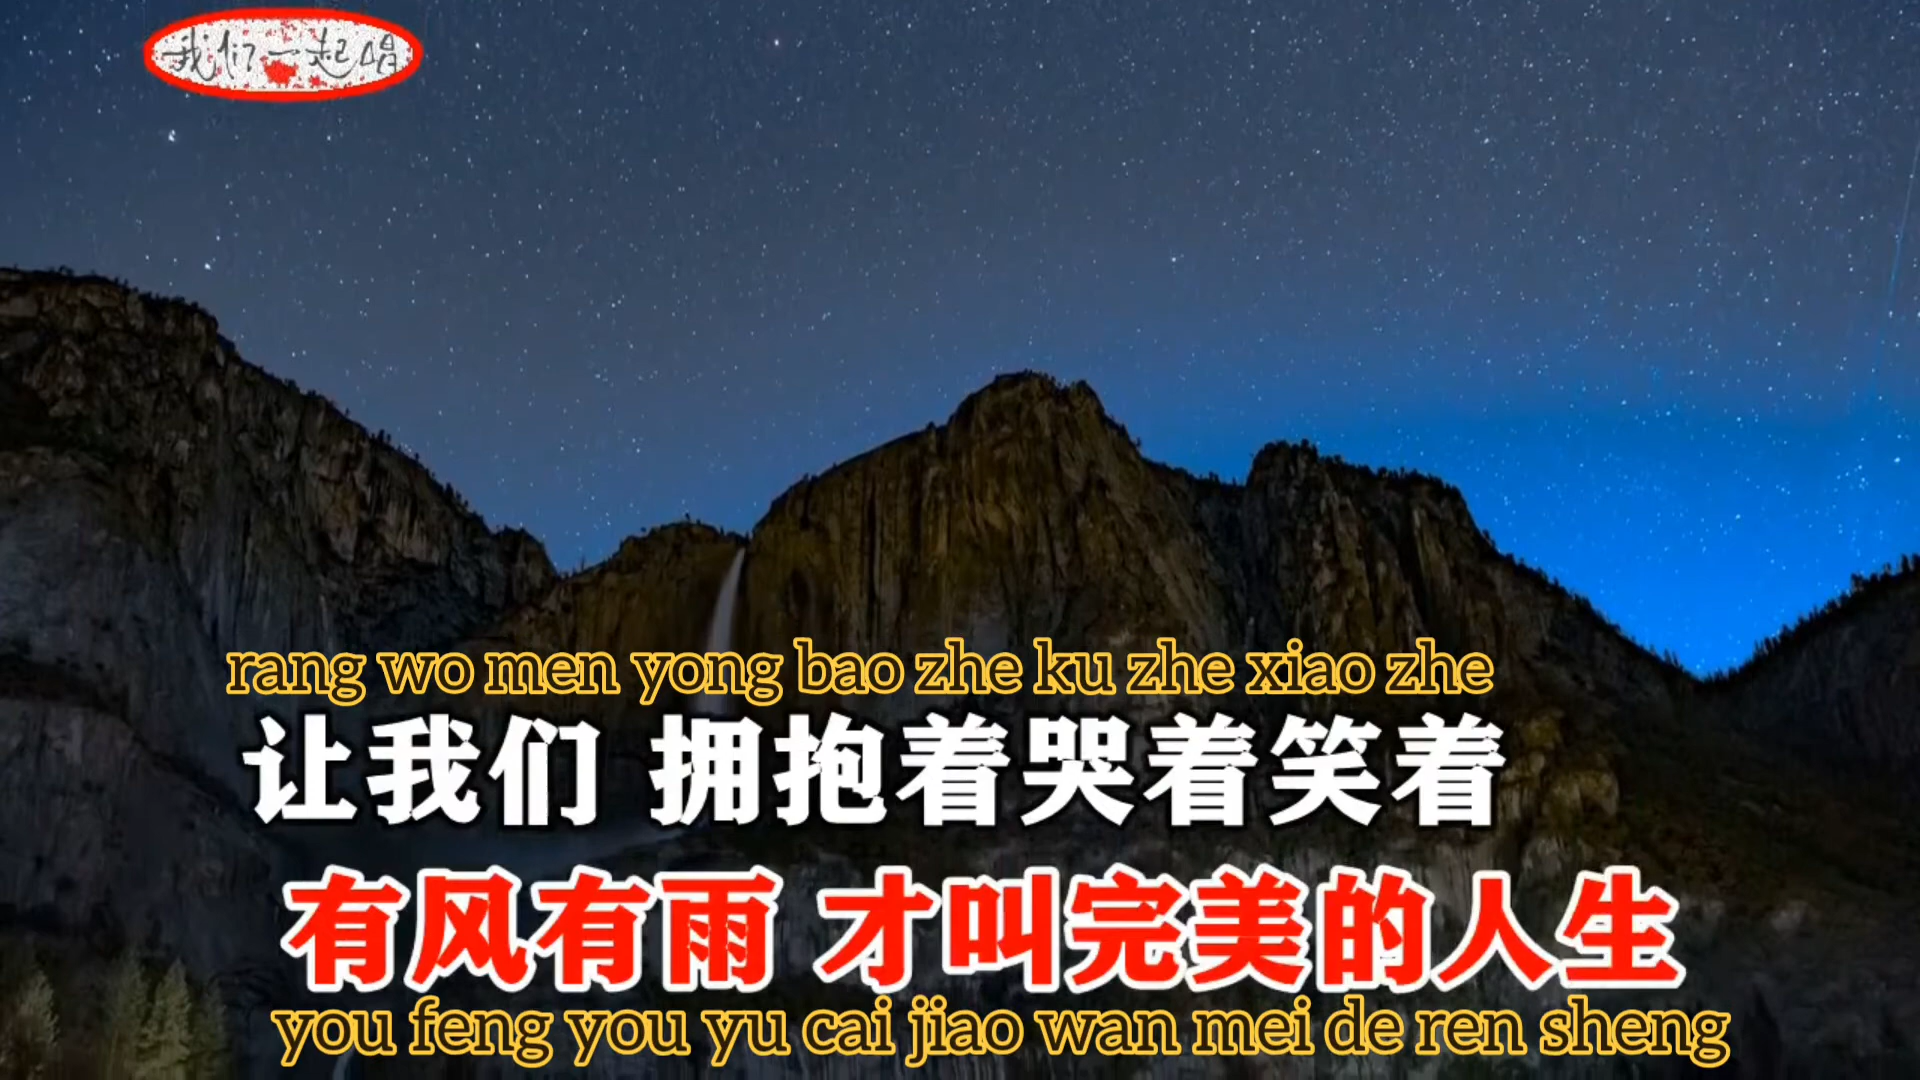 我们一起唱
rang wo men yong bao zhe ku zhe xiao zhe
让我们 拥抱着哭着笑着
有风有雨 才叫完美的人生
you feng you yu cai jiao wan mei de ren sheng